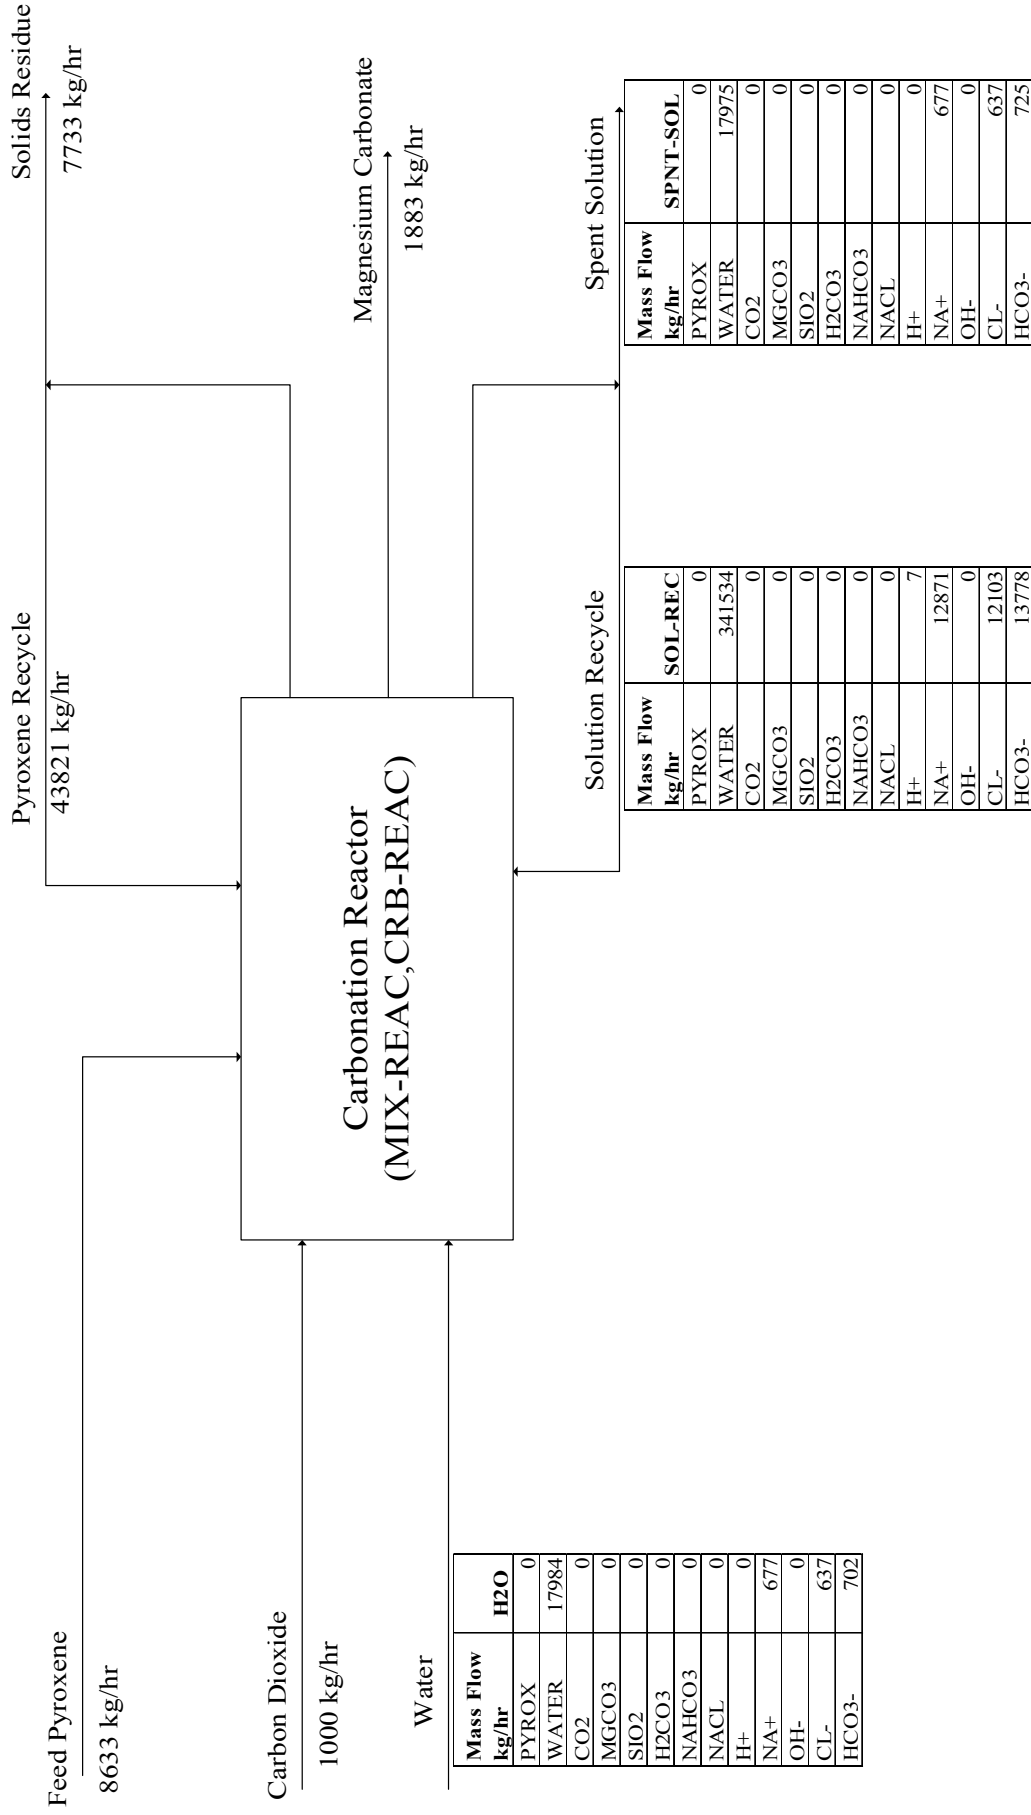 Feed Pyroxene
8633 kg/hr
Carbon Dioxide
1000 kg/hr
Water
Mass Flow kg/hr H2O
PYROX 0
WATER 17984
CO2 0
MGCO3 0
SIO2 0
H2CO3 0
NAHCO3 0
NACL 0
H+ 0
NA+ 677
OH- 0
CL- 637
HCO3- 702
Carbonation Reactor
(MIX-REAC,CRB-REAC)
Pyroxene Recycle
43821 kg/hr
Solids Residue
7733 kg/hr
Magnesium Carbonate
1883 kg/hr
Solution Recycle
Mass Flow
kg/hr SOL-REC
PYROX 0
WATER 341534
CO2 0
MGCO3 0
SIO2 0
H2CO3 0
NAHCO3 0
NACL 0
H+ 7
NA+ 12871
OH- 0
CL- 12103
HCO3- 13778
Spent Solution
Mass Flow
kg/hr SPNT-SOL
PYROX 0
WATER 17975
CO2 0
MGCO3 0
SIO2 0
H2CO3 0
NAHCO3 0
NACL 0
H+ 0
NA+ 677
OH- 0
CL- 637
HCO3- 725